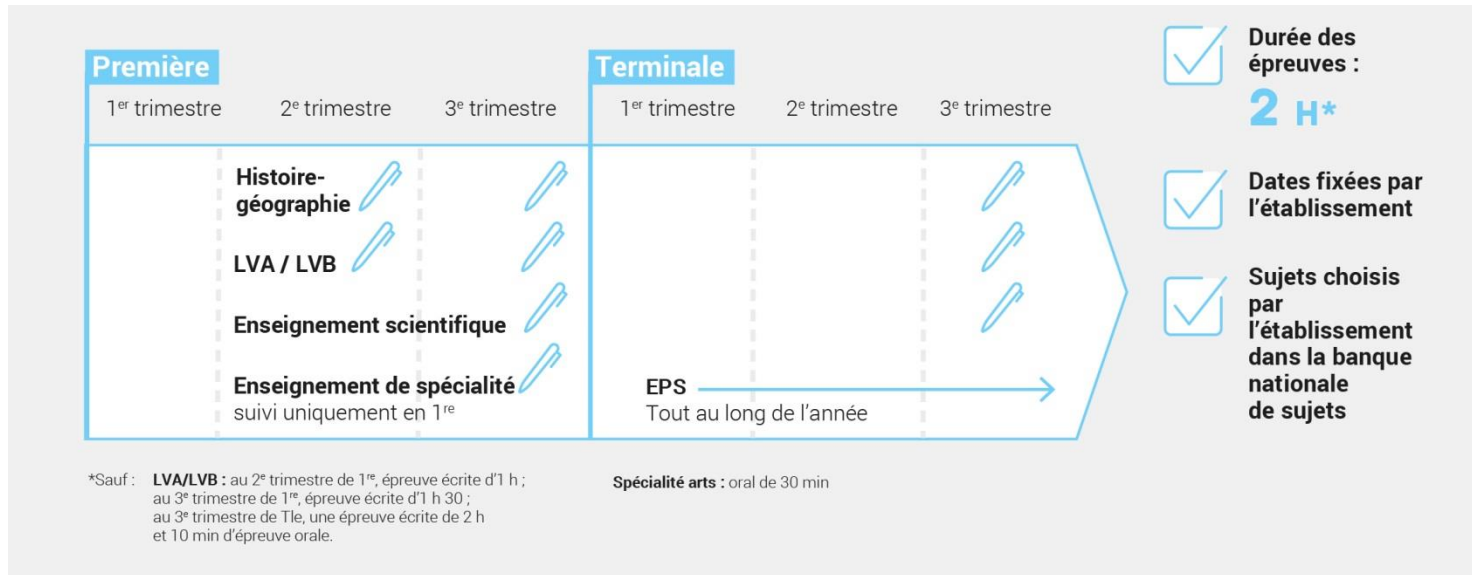 Première
1er trimestre
2e trimestre
3e trimestre
Terminale
1er trimestre
2e trimestre
3e trimestre
Histoire-
géographie
LVA / LVB
Enseignement scientifique
Enseignement de spécialité
suivi uniquement en 1re
EPS
Tout au long de l’année
Durée des
épreuves :
2 H*
Dates fixées par
l’établissement
Sujets choisis
par
l’établissement
dans la banque
nationale
de sujets
*Sauf : LVA/LVB : au 2e trimestre de 1re, épreuve écrite d’1 h ;
au 3e trimestre de 1re, épreuve écrite d’1 h 30 ;
au 3e trimestre de Tle, une épreuve écrite de 2 h
et 10 min d’épreuve orale.
Spécialité arts : oral de 30 min